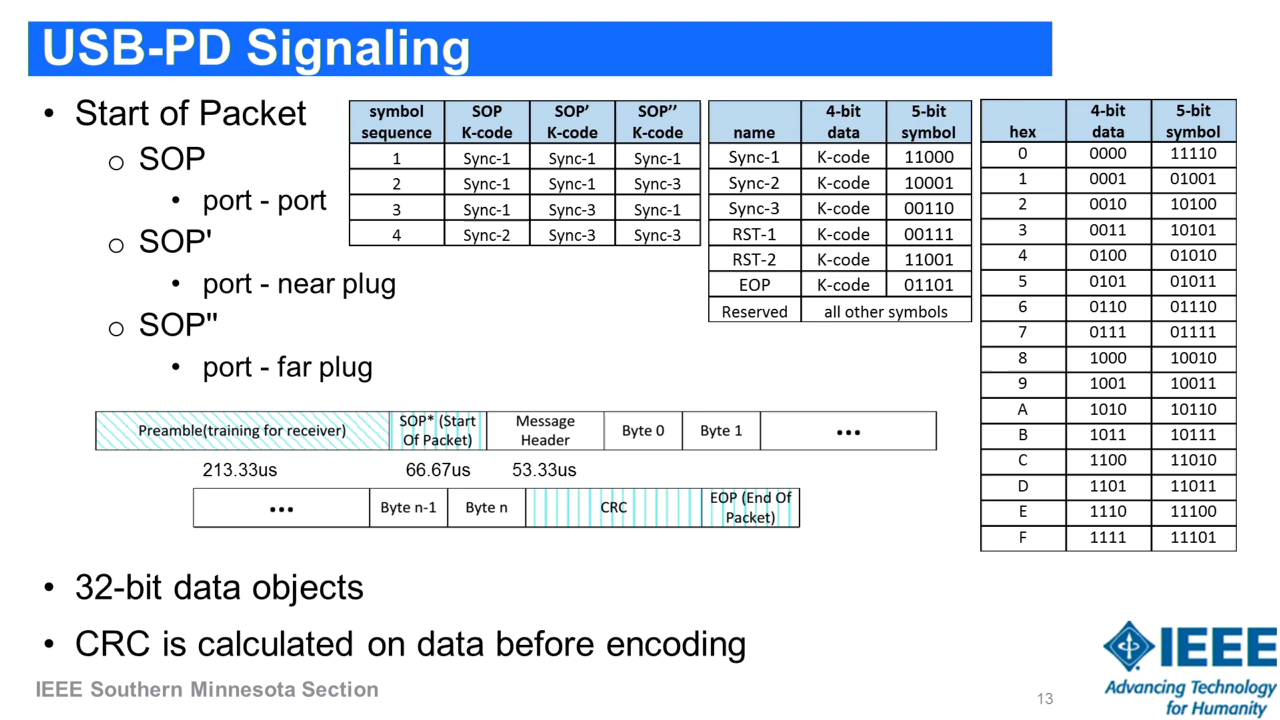 USB-PD Signaling
• Start of Packet
o SOP
• port - port
o SOP'
• port - near plug
o SOP"
• port - far plug
symbol sequence | SOP K-code | SOP’ K-code | SOP’’ K-code
1 | Sync-1 | Sync-1 | Sync-1
2 | Sync-1 | Sync-1 | Sync-3
3 | Sync-1 | Sync-3 | Sync-1
4 | Sync-2 | Sync-3 | Sync-3
name | 4-bit data | 5-bit symbol
Sync-1 | K-code | 11000
Sync-2 | K-code | 10001
Sync-3 | K-code | 00110
RST-1 | K-code | 00111
RST-2 | K-code | 11001
EOP | K-code | 01101
Reserved | all other symbols
hex | 4-bit data | 5-bit symbol
0 | 0000 | 11110
1 | 0001 | 01001
2 | 0010 | 10100
3 | 0011 | 10101
4 | 0100 | 01010
5 | 0101 | 01011
6 | 0110 | 01110
7 | 0111 | 01111
8 | 1000 | 10010
9 | 1001 | 10011
A | 1010 | 10110
B | 1011 | 10111
C | 1100 | 11010
D | 1101 | 11011
E | 1110 | 11100
F | 1111 | 11101
Preamble(training for receiver) | SOP* (Start Of Packet) | Message Header | Byte 0 | Byte 1 | •••
213.33us 66.67us 53.33us
••• | Byte n-1 | Byte n | CRC | EOP (End Of Packet)
• 32-bit data objects
• CRC is calculated on data before encoding
IEEE Southern Minnesota Section
13
IEEE
Advancing Technology
for Humanity